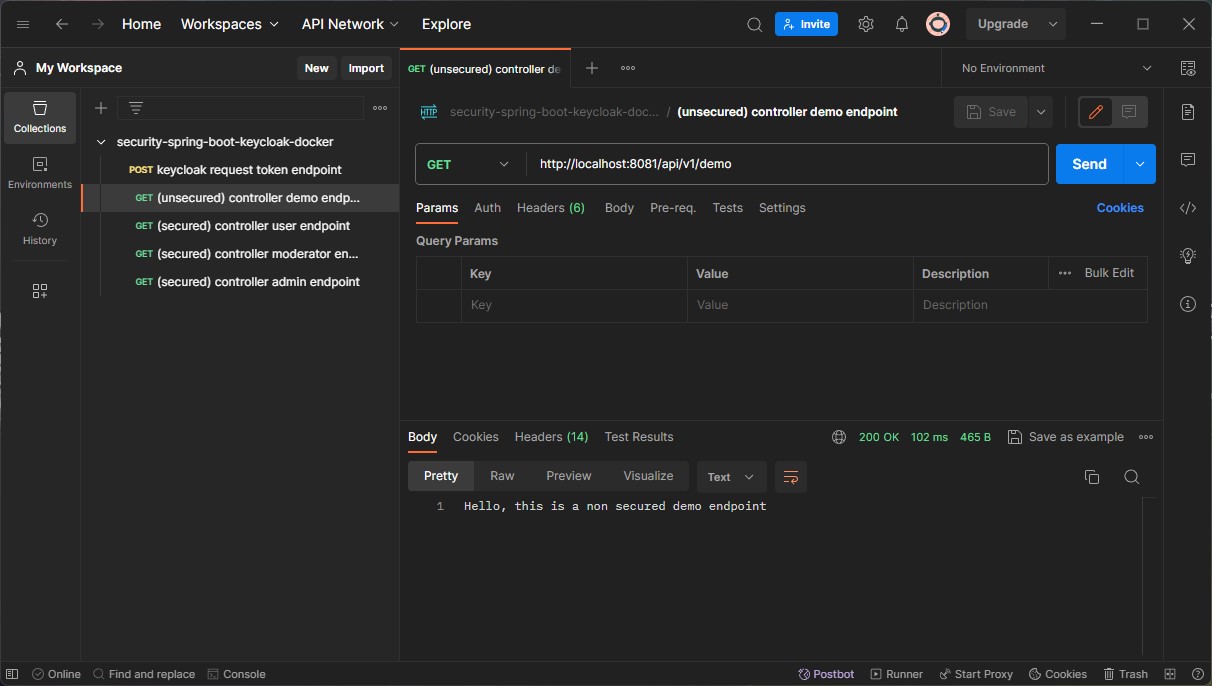 Home Workspaces API Network Explore Invite Upgrade
My Workspace New Import GET (unsecured) controller de No Environment
Collections
Environments
History
security-spring-boot-keycloak-docker
POST keycloak request token endpoint
GET (unsecured) controller demo endp...
GET (secured) controller user endpoint
GET (secured) controller moderator en...
GET (secured) controller admin endpoint
HTTP security-spring-boot-keycloak-doc... / (unsecured) controller demo endpoint Save
GET http://localhost:8081/api/v1/demo Send
Params Auth Headers (6) Body Pre-req. Tests Settings Cookies
Query Params
Key Value Description Bulk Edit
Key Value Description
Body Cookies Headers (14) Test Results 200 OK 102 ms 465 B Save as example
Pretty Raw Preview Visualize Text
1 Hello, this is a non secured demo endpoint
Online Find and replace Console Postbot Runner Start Proxy Cookies Trash